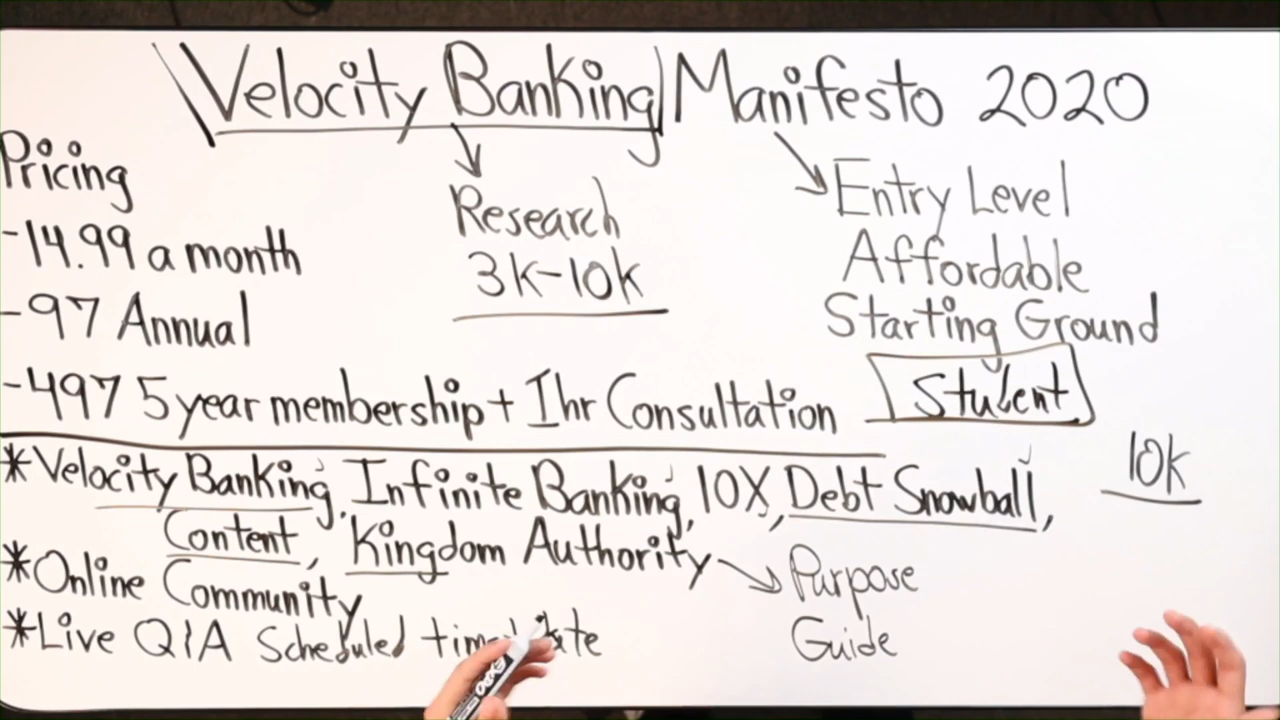 Velocity Banking Manifesto 2020
Pricing
-14.99 a month
-97 Annual
-497 5 year membership + 1hr Consultation
Research
3k-10k
Entry Level
Affordable
Starting Ground
Stulent
10k
*Velocity Banking, Infinite Banking, 10X, Debt Snowball,
Content, Kingdom Authority
Purpose
Guide
*Online Community
*Live Q&A Scheduled